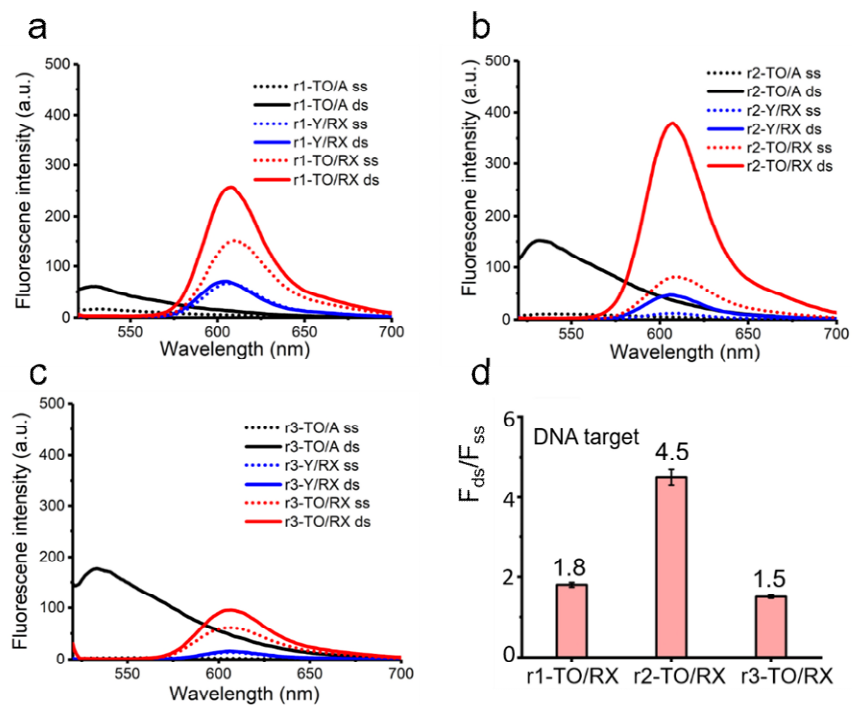 a
500
400
300
200
100
0
Fluorescene intensity (a.u.)
r1-TO/A ss
r1-TO/A ds
r1-Y/RX ss
r1-Y/RX ds
r1-TO/RX ss
r1-TO/RX ds
550 600 650 700
Wavelength (nm)
b
500
400
300
200
100
0
Fluorescene intensity (a.u.)
r2-TO/A ss
r2-TO/A ds
r2-Y/RX ss
r2-Y/RX ds
r2-TO/RX ss
r2-TO/RX ds
550 600 650 700
Wavelength (nm)
c
500
400
300
200
100
0
Fluorescene intensity (a.u.)
r3-TO/A ss
r3-TO/A ds
r3-Y/RX ss
r3-Y/RX ds
r3-TO/RX ss
r3-TO/RX ds
550 600 650 700
Wavelength (nm)
d
6
4
2
0
Fds/Fss
DNA target
1.8
4.5
1.5
r1-TO/RX r2-TO/RX r3-TO/RX